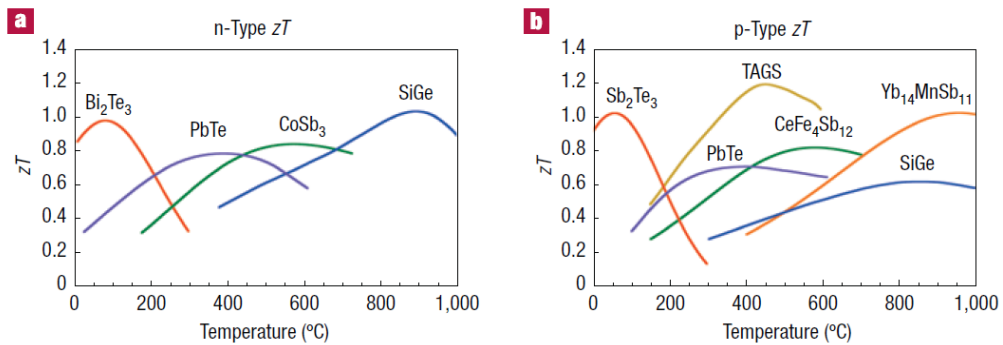 a
n-Type zT
1.4
1.2
1.0
0.8
0.6
0.4
0.2
0
zT
Bi₂Te₃
PbTe
CoSb₃
SiGe
0 200 400 600 800 1,000
Temperature (ºC)
b
p-Type zT
1.4
1.2
1.0
0.8
0.6
0.4
0.2
0
zT
Sb₂Te₃
TAGS
Yb₁₄MnSb₁₁
CeFe₄Sb₁₂
PbTe
SiGe
0 200 400 600 800 1,000
Temperature (ºC)